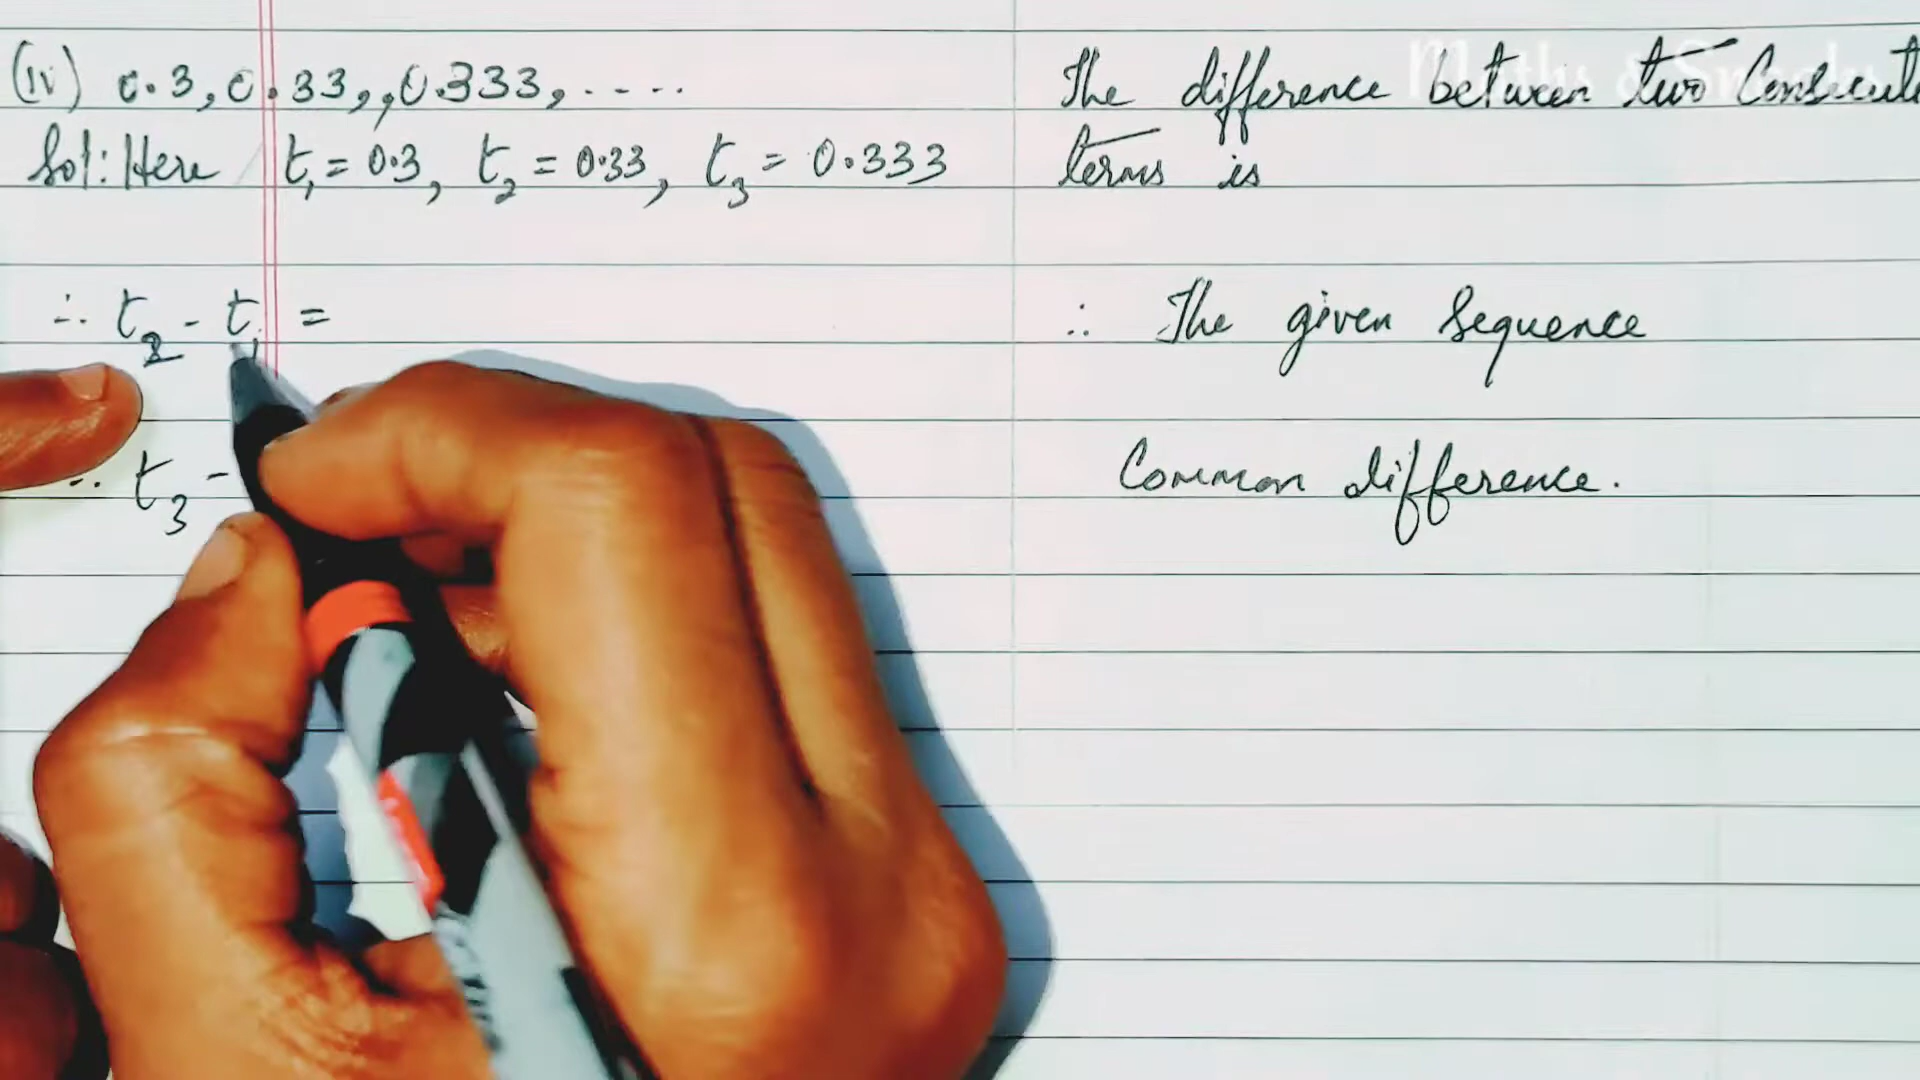 (iv) 0.3, 0.33,, 0.333, ....
Sol: Here t₁ = 0.3, t₂ = 0.33, t₃ = 0.333
∴ t₂ - t₁ =
∴ t₃ -
The difference between two
terms is
∴ The given Sequence
Common difference.